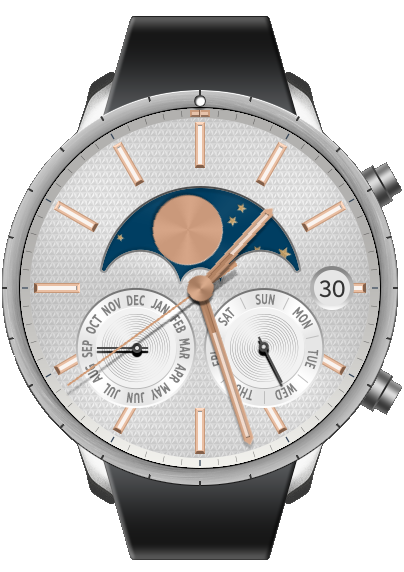 30
JAN FEB MAR APR MAY JUN JUL AUG SEP OCT NOV DEC
SUN MON TUE WED THU FRI SAT